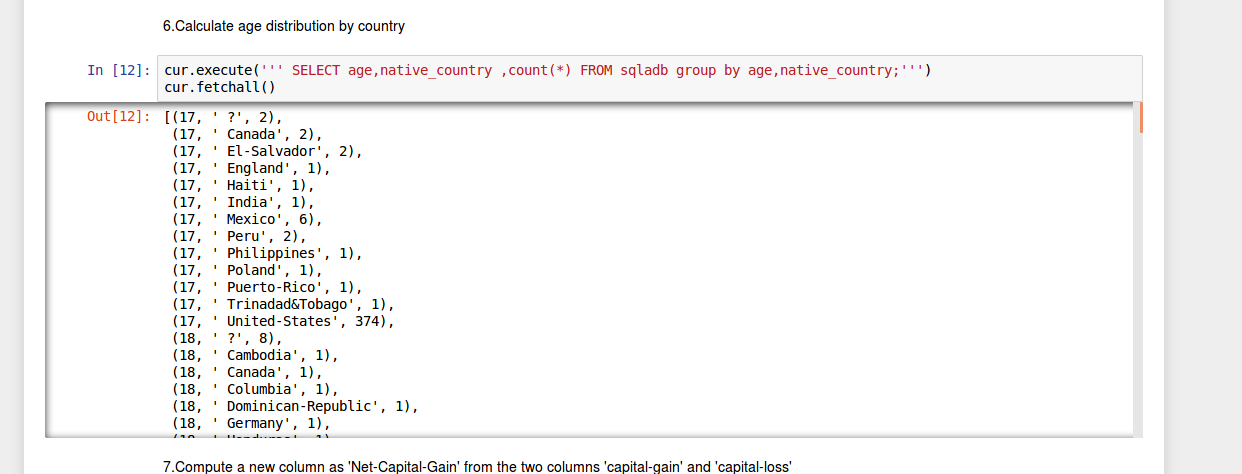 6.Calculate age distribution by country
In [12]: cur.execute(''' SELECT age,native_country ,count(*) FROM sqladb group by age,native_country;''')
cur.fetchall()
Out[12]: [(17, ' ?', 2),
(17, ' Canada', 2),
(17, ' El-Salvador', 2),
(17, ' England', 1),
(17, ' Haiti', 1),
(17, ' India', 1),
(17, ' Mexico', 6),
(17, ' Peru', 2),
(17, ' Philippines', 1),
(17, ' Poland', 1),
(17, ' Puerto-Rico', 1),
(17, ' Trinadad&Tobago', 1),
(17, ' United-States', 374),
(18, ' ?', 8),
(18, ' Cambodia', 1),
(18, ' Canada', 1),
(18, ' Columbia', 1),
(18, ' Dominican-Republic', 1),
(18, ' Germany', 1),
7.Compute a new column as 'Net-Capital-Gain' from the two columns 'capital-gain' and 'capital-loss'